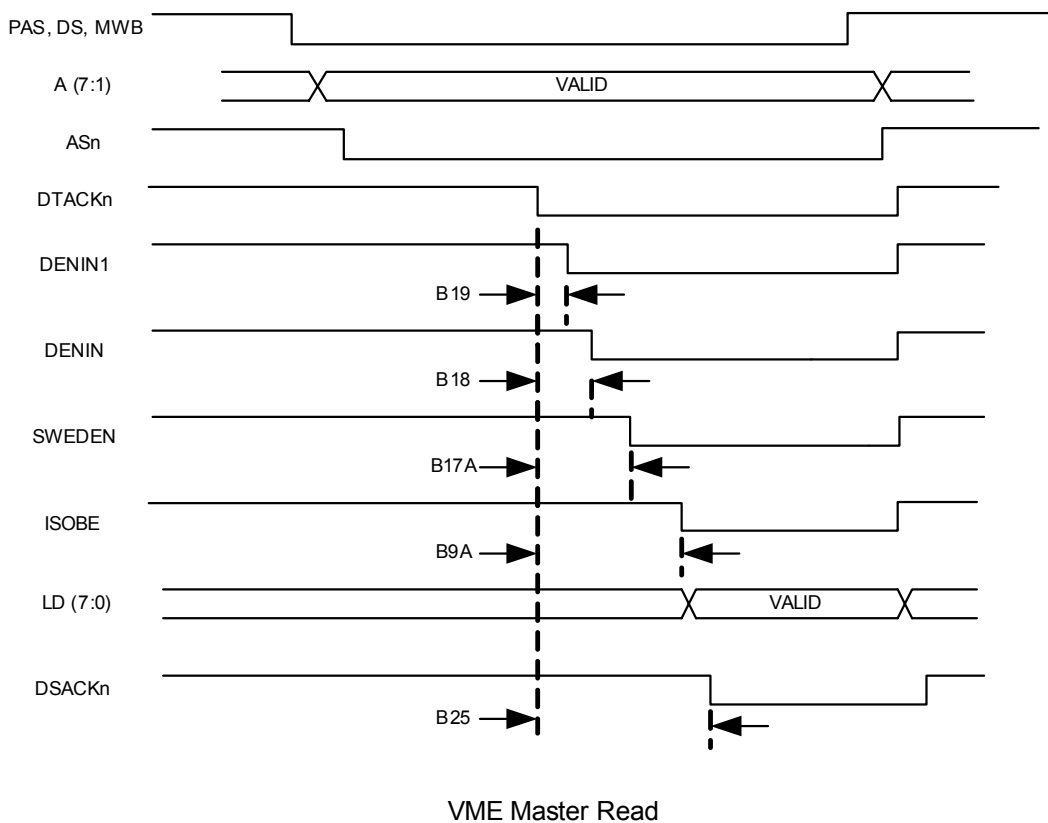 PAS, DS, MWB
A (7:1)
VALID
ASn
DTACKn
DENIN1
B19
DENIN
B18
SWEDEN
B17A
ISOBE
B9A
LD (7:0)
VALID
DSACKn
B25
VME Master Read